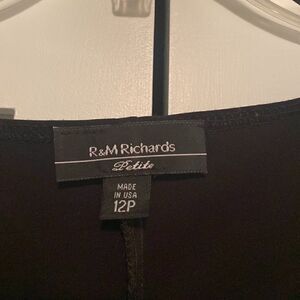 R&M Richards
Petite
MADE
IN USA
12P